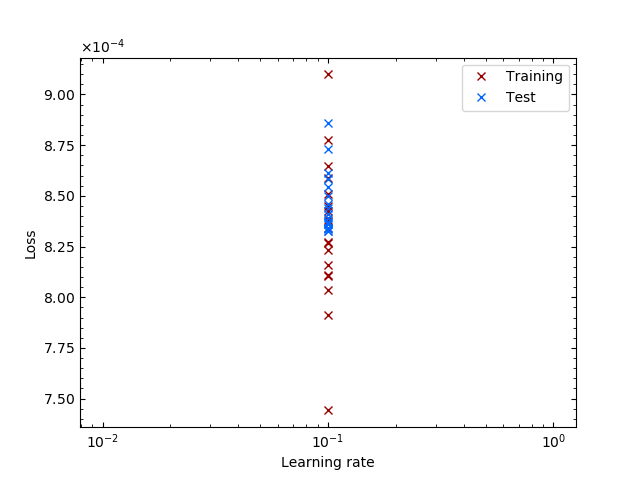 ×10⁻⁴
9.00
8.75
8.50
8.25
8.00
7.75
7.50
Loss
10⁻²
10⁻¹
10⁰
Learning rate
Training
Test